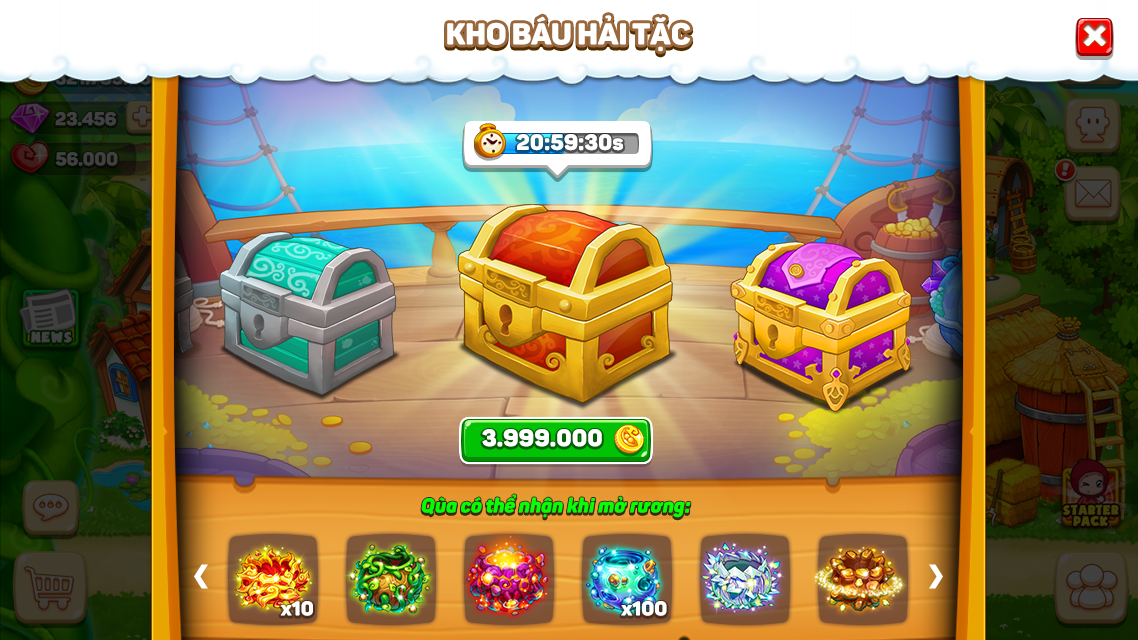 KHO BÁU HẢI TẶC
23.456
56.000
20:59:30s
NEWS
3.999.000
Qùa có thể nhận khi mở rương:
STARTER
PACK
x10
x100